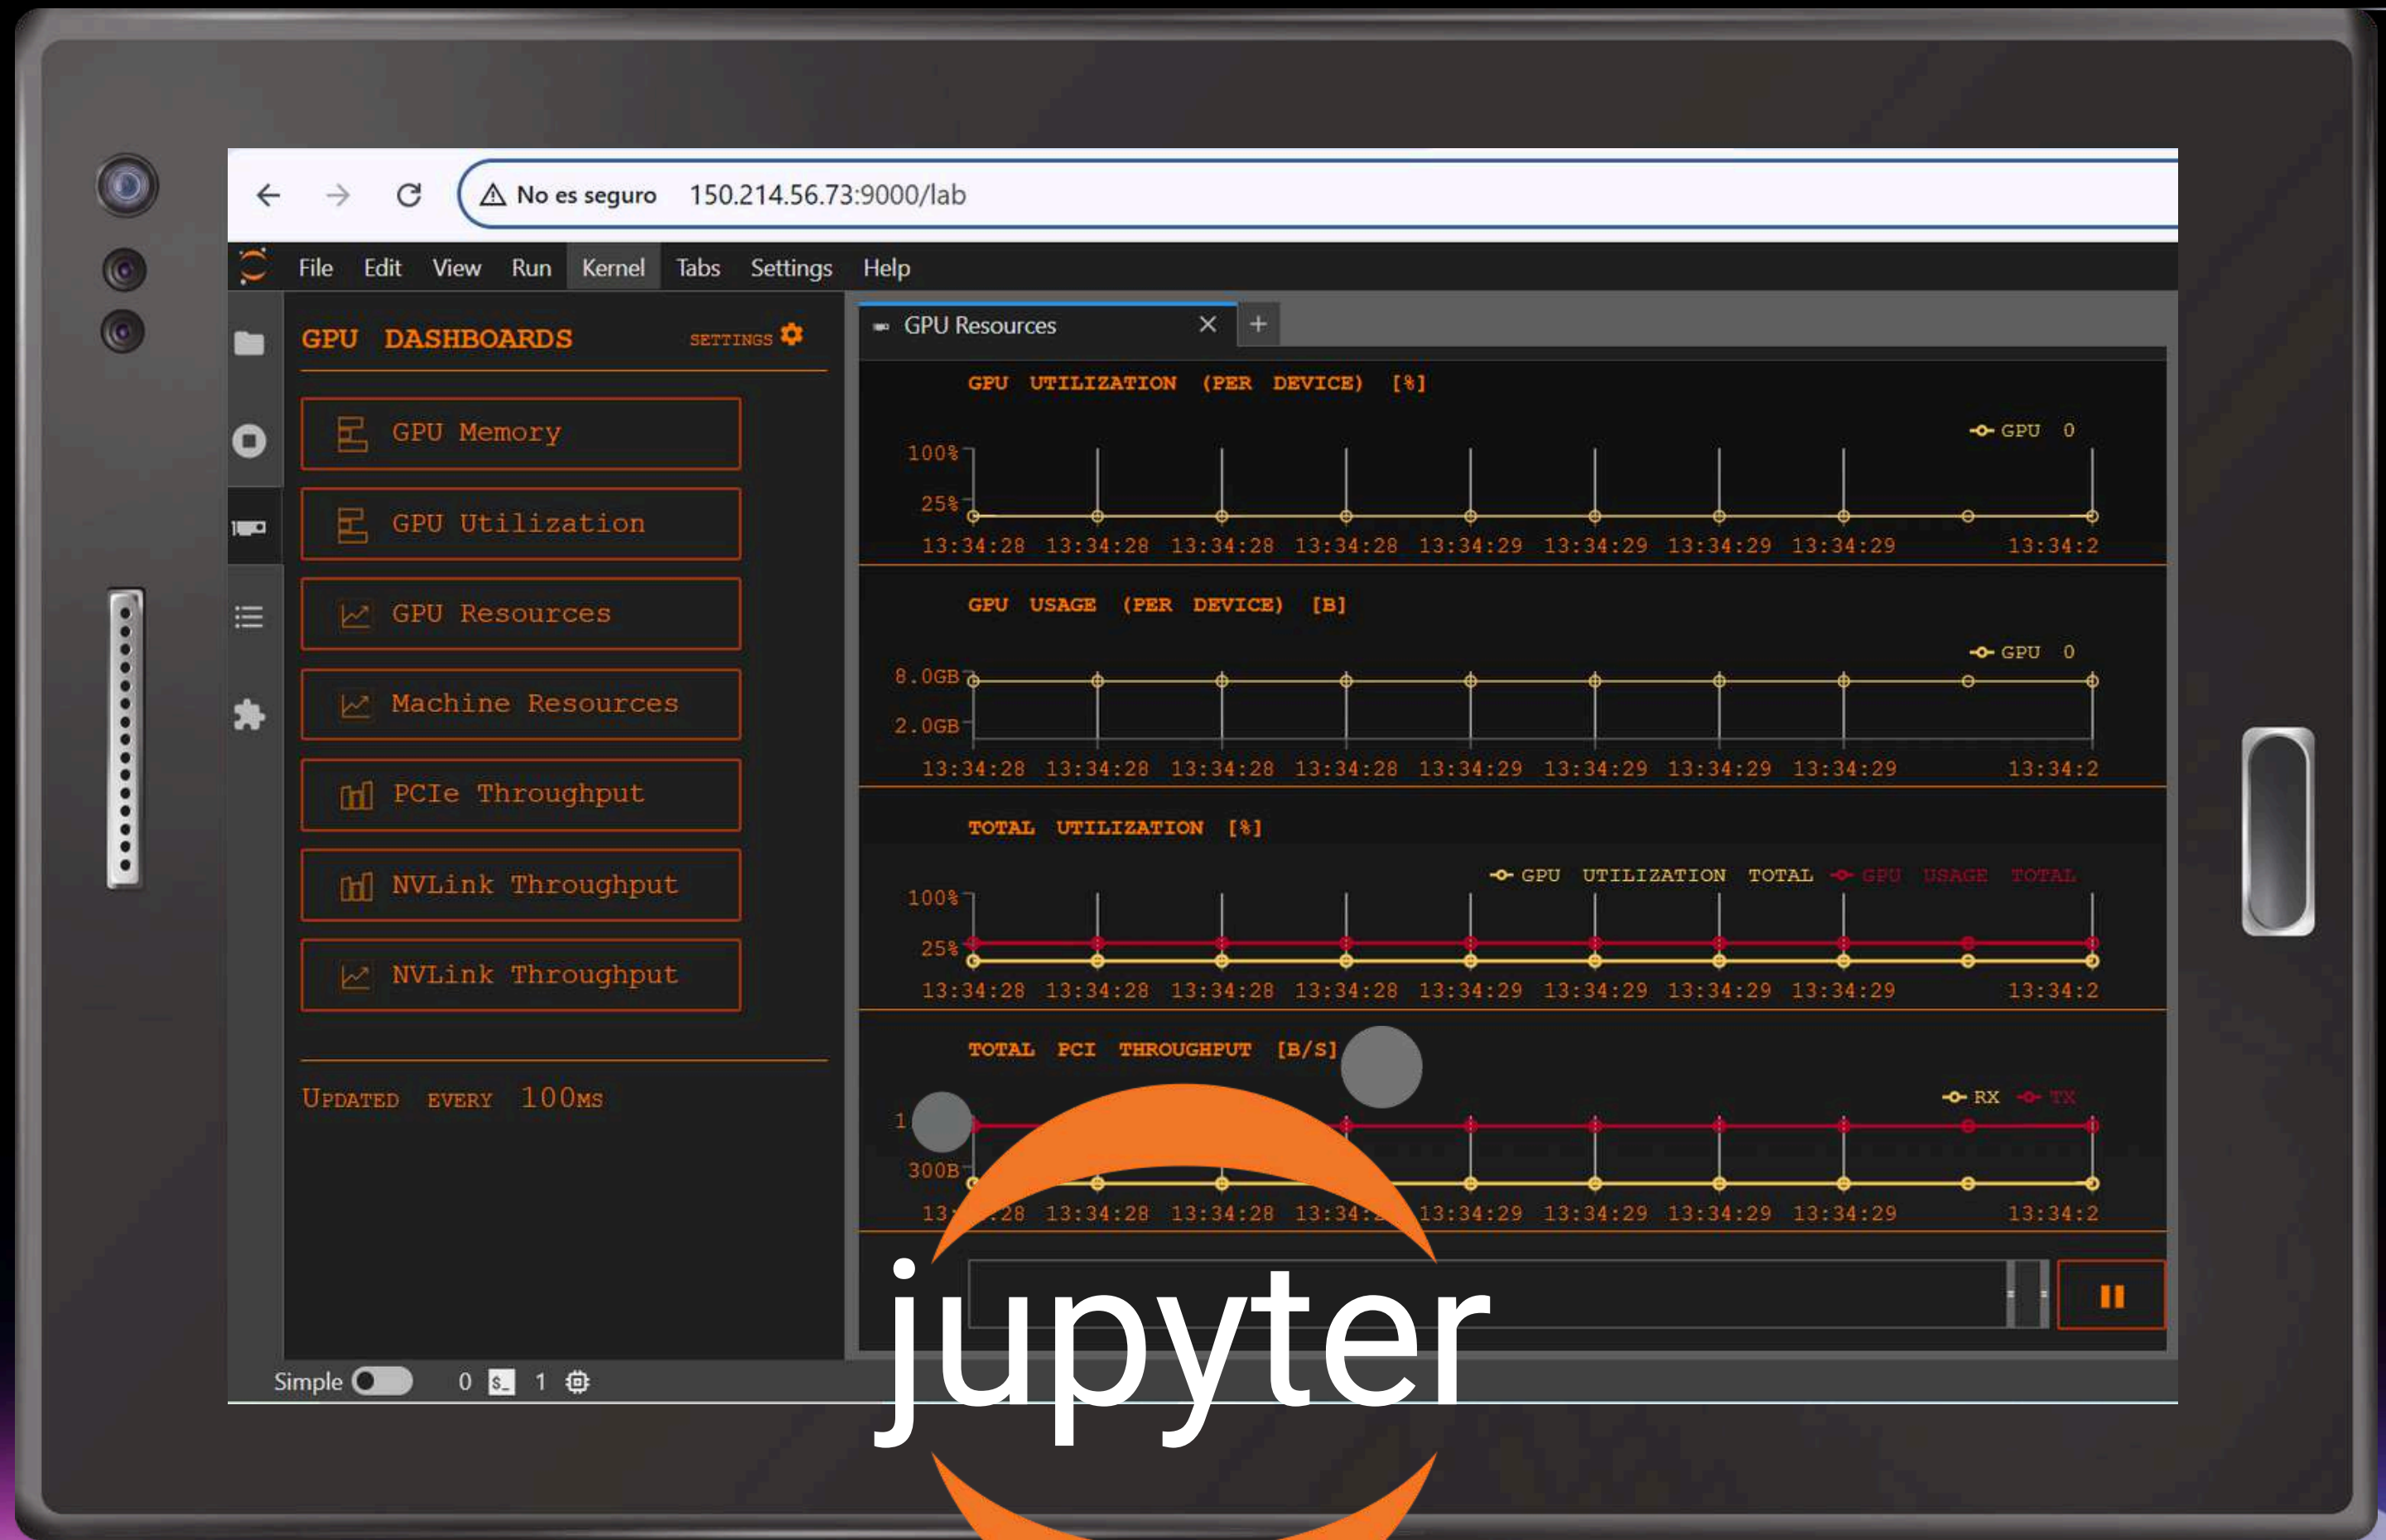 No es seguro 150.214.56.73:9000/lab
File Edit View Run Kernel Tabs Settings Help
GPU DASHBOARDS SETTINGS
GPU Memory
GPU Utilization
GPU Resources
Machine Resources
PCIe Throughput
NVLink Throughput
NVLink Throughput
UPDATED EVERY 100MS
GPU Resources
GPU UTILIZATION (PER DEVICE) [%]
GPU 0
100%
25%
13:34:28 13:34:28 13:34:28 13:34:28 13:34:29 13:34:29 13:34:29 13:34:29 13:34:2
GPU USAGE (PER DEVICE) [B]
GPU 0
8.0GB
2.0GB
13:34:28 13:34:28 13:34:28 13:34:28 13:34:29 13:34:29 13:34:29 13:34:29 13:34:2
TOTAL UTILIZATION [%]
GPU UTILIZATION TOTAL GPU USAGE TOTAL
100%
25%
13:34:28 13:34:28 13:34:28 13:34:28 13:34:29 13:34:29 13:34:29 13:34:29 13:34:2
TOTAL PCI THROUGHPUT [B/S]
RX TX
300B
13:34:28 13:34:28 13:34:29 13:34:29 13:34:29 13:34:29 13:34:2
jupyter
Simple 0 $_ 1